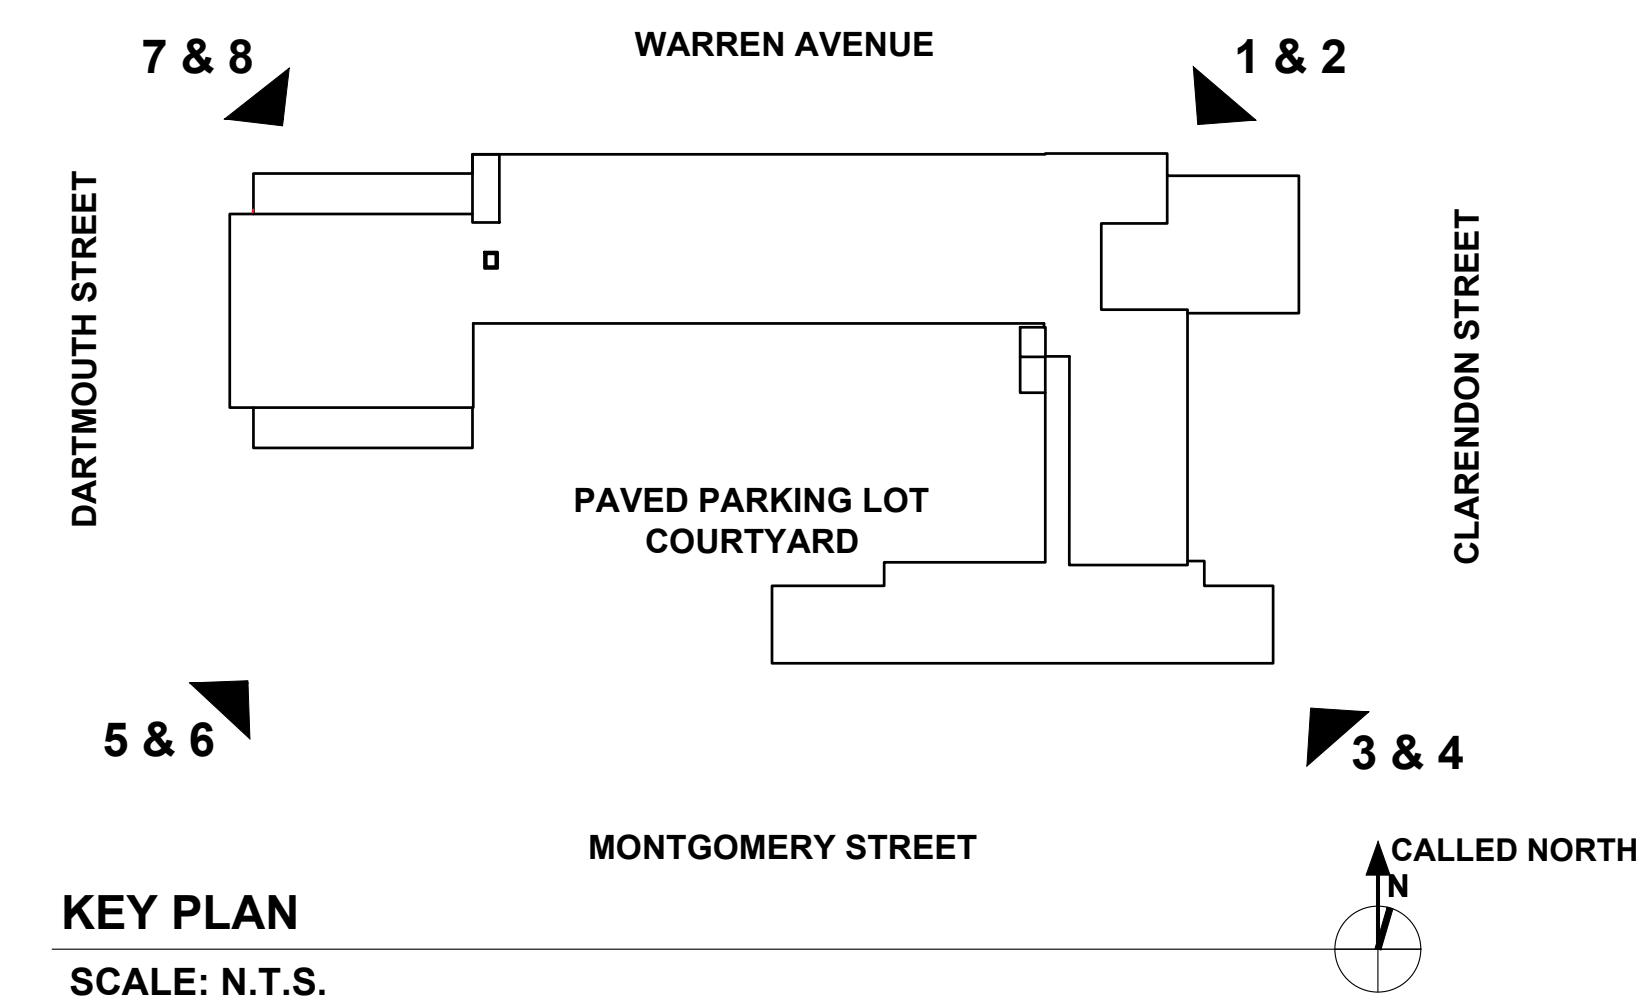 WARREN AVENUE
7 & 8
1 & 2
DARTMOUTH STREET
CLARENDON STREET
PAVED PARKING LOT
COURTYARD
5 & 6
3 & 4
MONTGOMERY STREET
CALLED NORTH
N
KEY PLAN
SCALE: N.T.S.